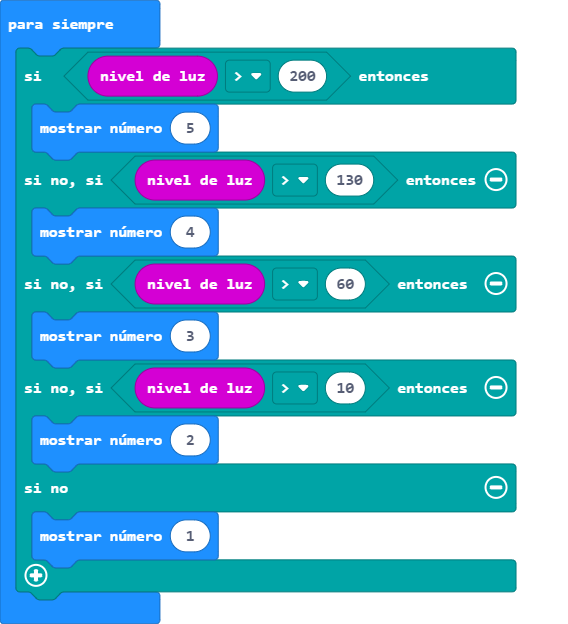 para siempre
si nivel de luz > 200 entonces
mostrar número 5
si no, si nivel de luz > 130 entonces
mostrar número 4
si no, si nivel de luz > 60 entonces
mostrar número 3
si no, si nivel de luz > 10 entonces
mostrar número 2
si no
mostrar número 1